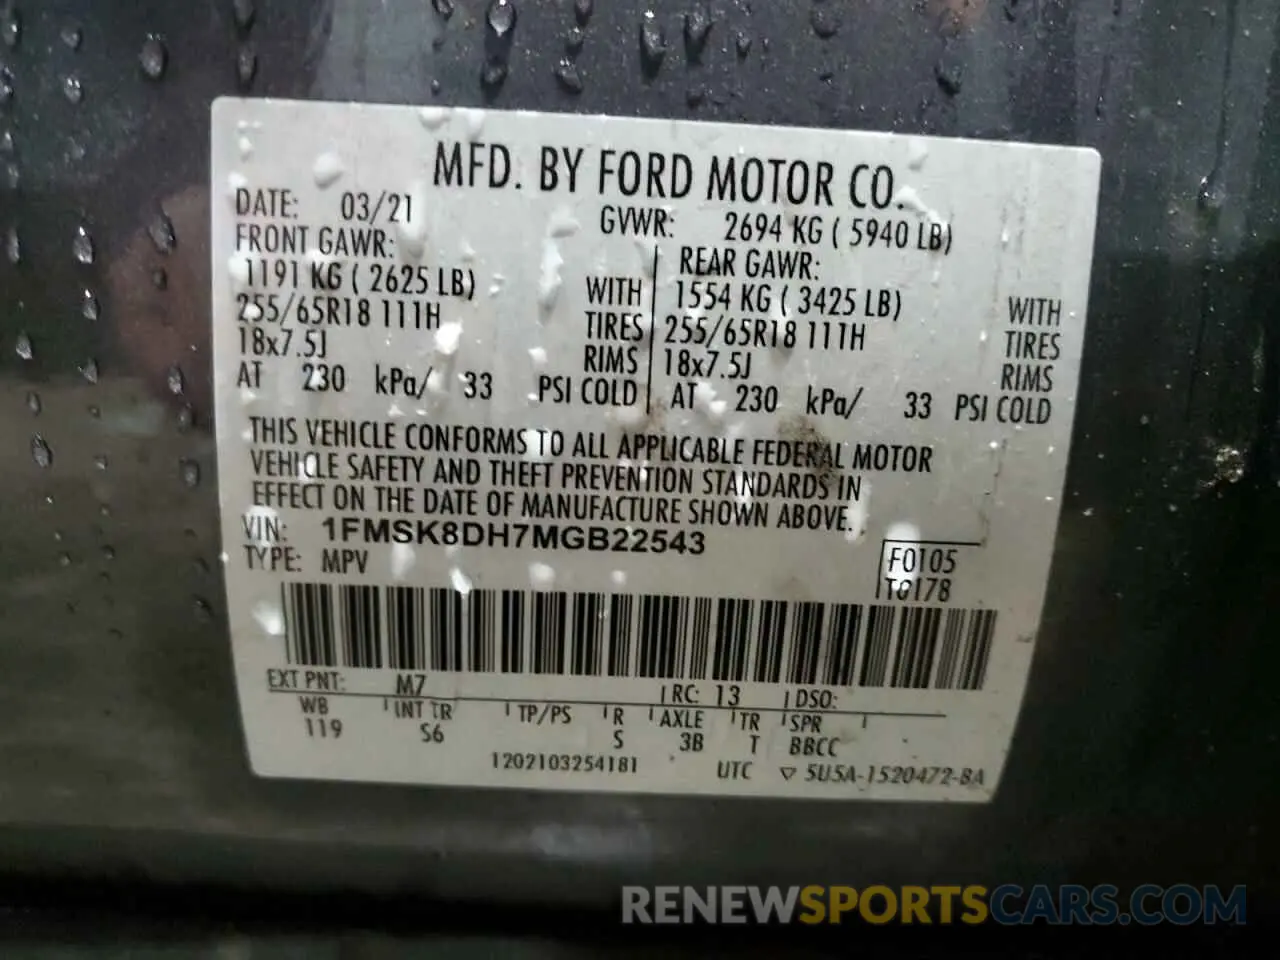 MFD. BY FORD MOTOR CO.
DATE: 03/21 GVWR: 2694 KG ( 5940 LB)
FRONT GAWR: REAR GAWR:
1191 KG ( 2625 LB) WITH 1554 KG ( 3425 LB) WITH
255/65R18 111H TIRES 255/65R18 111H TIRES
18x7.5J RIMS 18x7.5J RIMS
AT 230 kPa/ 33 PSI COLD AT 230 kPa/ 33 PSI COLD
THIS VEHICLE CONFORMS TO ALL APPLICABLE FEDERAL MOTOR
VEHICLE SAFETY AND THEFT PREVENTION STANDARDS IN
EFFECT ON THE DATE OF MANUFACTURE SHOWN ABOVE.
VIN: 1FMSK8DH7MGB22543
TYPE: MPV F0105
T0178
EXT PNT: M7 RC: 13 DSO:
WB INT TR TP/PS R AXLE TR SPR
119 S6 S 3B T BBCC
1202103254181 UTC ▽ 5U5A-1520472-BA
RENEWSPORTSCARS.COM